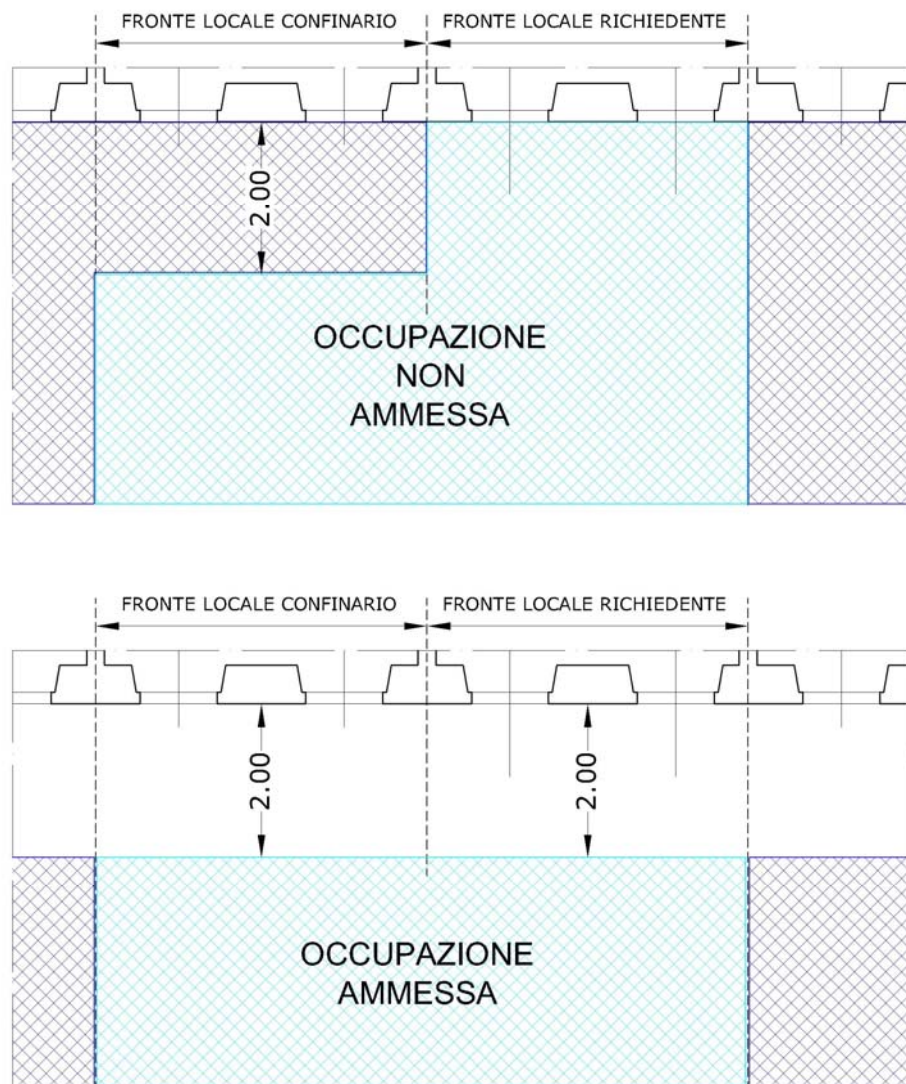 FRONTE LOCALE CONFINARIO FRONTE LOCALE RICHIEDENTE
2.00
OCCUPAZIONE
NON
AMMESSA
FRONTE LOCALE CONFINARIO FRONTE LOCALE RICHIEDENTE
2.00 2.00
OCCUPAZIONE
AMMESSA